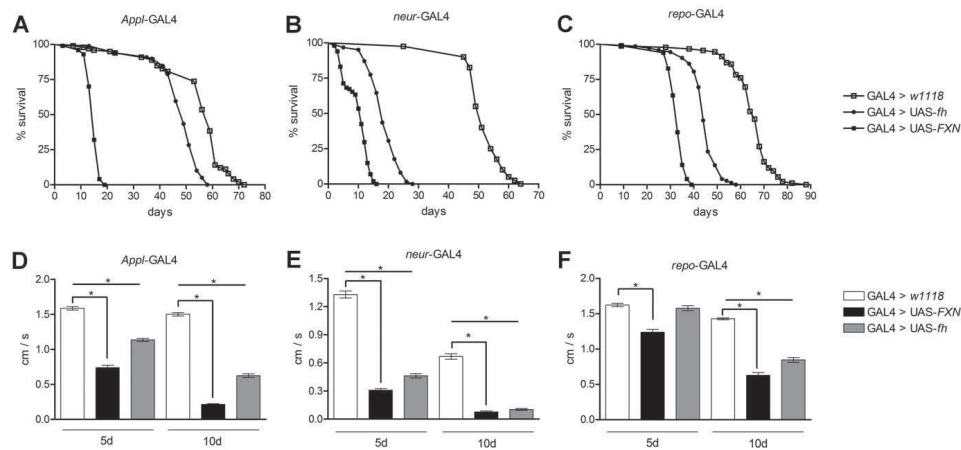 Appl-GAL4
neur-GAL4
repo-GAL4
A
B
C
% survival
100
75
50
25
0
0 10 20 30 40 50 60 70 80
days
% survival
100
75
50
25
0
0 10 20 30 40 50 60 70
days
% survival
100
75
50
25
0
0 10 20 30 40 50 60 70 80 90
days
GAL4 > w1118
GAL4 > UAS-fh
GAL4 > UAS-FXN
D
Appl-GAL4
cm / s
2.0
1.5
1.0
0.5
0.0
*
*
*
*
5d
10d
E
neur-GAL4
cm / s
1.5
1.2
0.9
0.6
0.3
0.0
*
*
*
*
5d
10d
F
repo-GAL4
cm / s
2.0
1.5
1.0
0.5
0.0
*
*
*
5d
10d
GAL4 > w1118
GAL4 > UAS-FXN
GAL4 > UAS-fh